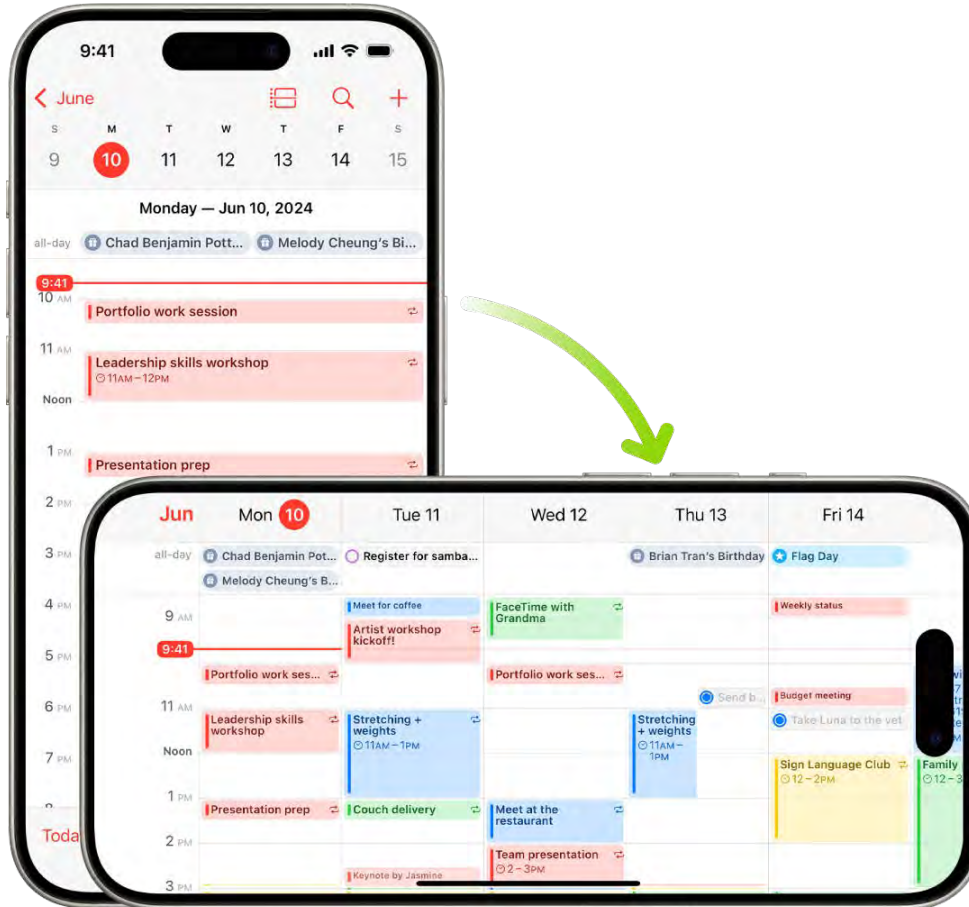 9:41
June
S M T W T F S
9 10 11 12 13 14 15
Monday — Jun 10, 2024
all-day Chad Benjamin Pott... Melody Cheung's Bi...
9:41
10 AM
Portfolio work session
11 AM
Leadership skills workshop
11AM–12PM
Noon
1 PM
Presentation prep
2 PM
3 PM
4 PM
5 PM
6 PM
7 PM
Toda
Jun Mon 10 Tue 11 Wed 12 Thu 13 Fri 14
all-day Chad Benjamin Pot... Register for samba... Brian Tran's Birthday Flag Day
Melody Cheung's B...
9 AM
Meet for coffee
FaceTime with
Grandma
Weekly status
Artist workshop
kickoff!
9:41
Portfolio work ses... Portfolio work ses...
Send b...
Budget meeting
11 AM
Leadership skills
workshop
Stretching +
weights
11AM–1PM
Stretching
+ weights
11AM–
1PM
Take Luna to the vet
Noon
Sign Language Club
12–2PM
Family
12–3
1 PM
Presentation prep Couch delivery
Meet at the
restaurant
2 PM
Team presentation
2–3PM
Keynote by Jasmine
3 PM